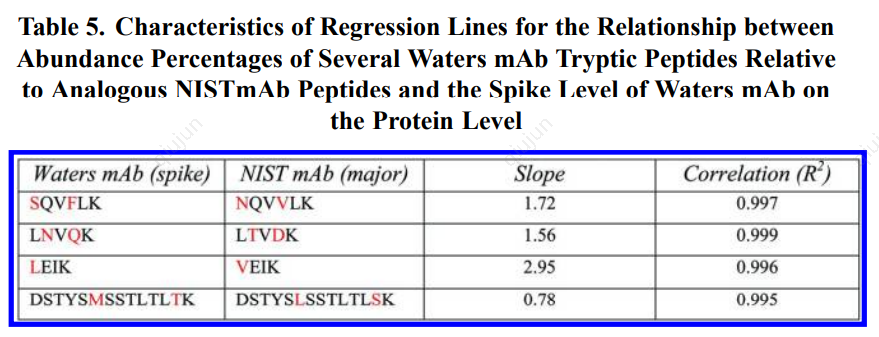 Table 5. Characteristics of Regression Lines for the Relationship between
Abundance Percentages of Several Waters mAb Tryptic Peptides Relative
to Analogous NISTmAb Peptides and the Spike Level of Waters mAb on
the Protein Level
Waters mAb (spike) NIST mAb (major) Slope Correlation (R²)
SQVFLK NQVVLK 1.72 0.997
LNVQK LTVDK 1.56 0.999
LEIK VEIK 2.95 0.996
DSTYSMSSTLTLTK DSTYSLSSTLTLSK 0.78 0.995